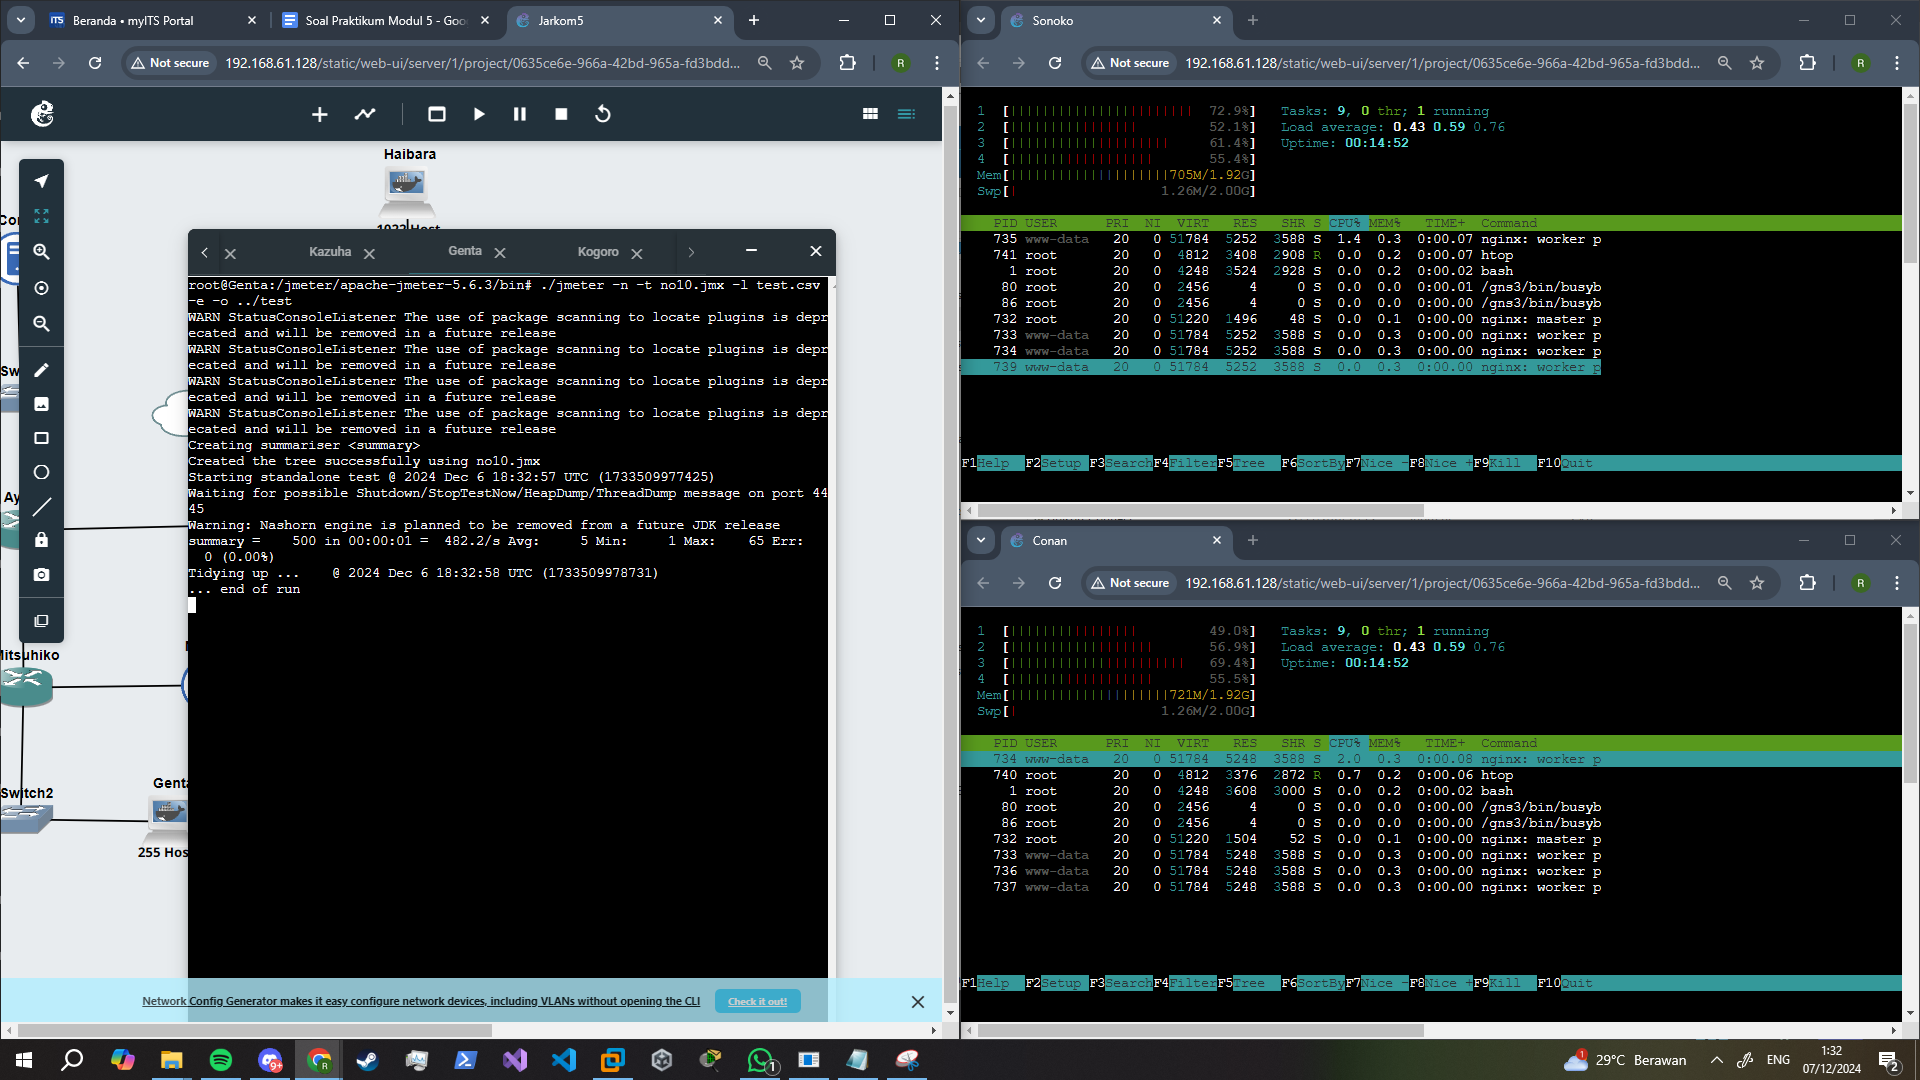 Beranda • myITS Portal
Soal Praktikum Modul 5 - Goo
Jarkom5
Not secure
192.168.61.128/static/web-ui/server/1/project/0635ce6e-966a-42bd-965a-fd3bdd...
R
Haibara
1022 Host
Kazuha
Genta
Kogoro
root@Genta:/jmeter/apache-jmeter-5.6.3/bin# ./jmeter -n -t no10.jmx -l test.csv
-e -o ../test
WARN StatusConsoleListener The use of package scanning to locate plugins is depr
ecated and will be removed in a future release
WARN StatusConsoleListener The use of package scanning to locate plugins is depr
ecated and will be removed in a future release
WARN StatusConsoleListener The use of package scanning to locate plugins is depr
ecated and will be removed in a future release
WARN StatusConsoleListener The use of package scanning to locate plugins is depr
ecated and will be removed in a future release
Creating summariser <summary>
Created the tree successfully using no10.jmx
Starting standalone test @ 2024 Dec 6 18:32:57 UTC (1733509977425)
Waiting for possible Shutdown/StopTestNow/HeapDump/ThreadDump message on port 44
45
Warning: Nashorn engine is planned to be removed from a future JDK release
summary =    500 in 00:00:01 =  482.2/s Avg:     5 Min:     1 Max:    65 Err:
  0 (0.00%)
Tidying up ...    @ 2024 Dec 6 18:32:58 UTC (1733509978731)
... end of run
Co
Sw
Ay
Mitsuhiko
Switch2
Genta
255 Hos
Network Config Generator makes it easy configure network devices, including VLANs without opening the CLI
Check it out!
Sonoko
Not secure
192.168.61.128/static/web-ui/server/1/project/0635ce6e-966a-42bd-965a-fd3bdd...
R
1 [ 72.9%] Tasks: 9, 0 thr; 1 running
2 [ 52.1%] Load average: 0.43 0.59 0.76
3 [ 61.4%] Uptime: 00:14:52
4 [ 55.4%]
Mem[ 705M/1.92G]
Swp[ 1.26M/2.00G]
PID USER PRI NI VIRT RES SHR S CPU% MEM% TIME+ Command
735 www-data 20 0 51784 5252 3588 S 1.4 0.3 0:00.07 nginx: worker p
741 root 20 0 4812 3408 2908 R 0.0 0.2 0:00.07 htop
1 root 20 0 4248 3524 2928 S 0.0 0.2 0:00.02 bash
80 root 20 0 2456 4 0 S 0.0 0.0 0:00.01 /gns3/bin/busyb
86 root 20 0 2456 4 0 S 0.0 0.0 0:00.00 /gns3/bin/busyb
732 root 20 0 51220 1496 48 S 0.0 0.1 0:00.00 nginx: master p
733 www-data 20 0 51784 5252 3588 S 0.0 0.3 0:00.00 nginx: worker p
734 www-data 20 0 51784 5252 3588 S 0.0 0.3 0:00.00 nginx: worker p
739 www-data 20 0 51784 5252 3588 S 0.0 0.3 0:00.00 nginx: worker p
F1Help F2Setup F3SearchF4FilterF5Tree F6SortByF7Nice -F8Nice +F9Kill F10Quit
Conan
Not secure
192.168.61.128/static/web-ui/server/1/project/0635ce6e-966a-42bd-965a-fd3bdd...
R
1 [ 49.0%] Tasks: 9, 0 thr; 1 running
2 [ 56.9%] Load average: 0.43 0.59 0.76
3 [ 69.4%] Uptime: 00:14:52
4 [ 55.5%]
Mem[ 721M/1.92G]
Swp[ 1.26M/2.00G]
PID USER PRI NI VIRT RES SHR S CPU% MEM% TIME+ Command
734 www-data 20 0 51784 5248 3588 S 2.0 0.3 0:00.08 nginx: worker p
740 root 20 0 4812 3376 2872 R 0.7 0.2 0:00.06 htop
1 root 20 0 4248 3608 3000 S 0.0 0.2 0:00.02 bash
80 root 20 0 2456 4 0 S 0.0 0.0 0:00.00 /gns3/bin/busyb
86 root 20 0 2456 4 0 S 0.0 0.0 0:00.00 /gns3/bin/busyb
732 root 20 0 51220 1504 52 S 0.0 0.1 0:00.00 nginx: master p
733 www-data 20 0 51784 5248 3588 S 0.0 0.3 0:00.00 nginx: worker p
736 www-data 20 0 51784 5248 3588 S 0.0 0.3 0:00.00 nginx: worker p
737 www-data 20 0 51784 5248 3588 S 0.0 0.3 0:00.00 nginx: worker p
F1Help F2Setup F3SearchF4FilterF5Tree F6SortByF7Nice -F8Nice +F9Kill F10Quit
29°C Berawan
ENG
1:32
07/12/2024